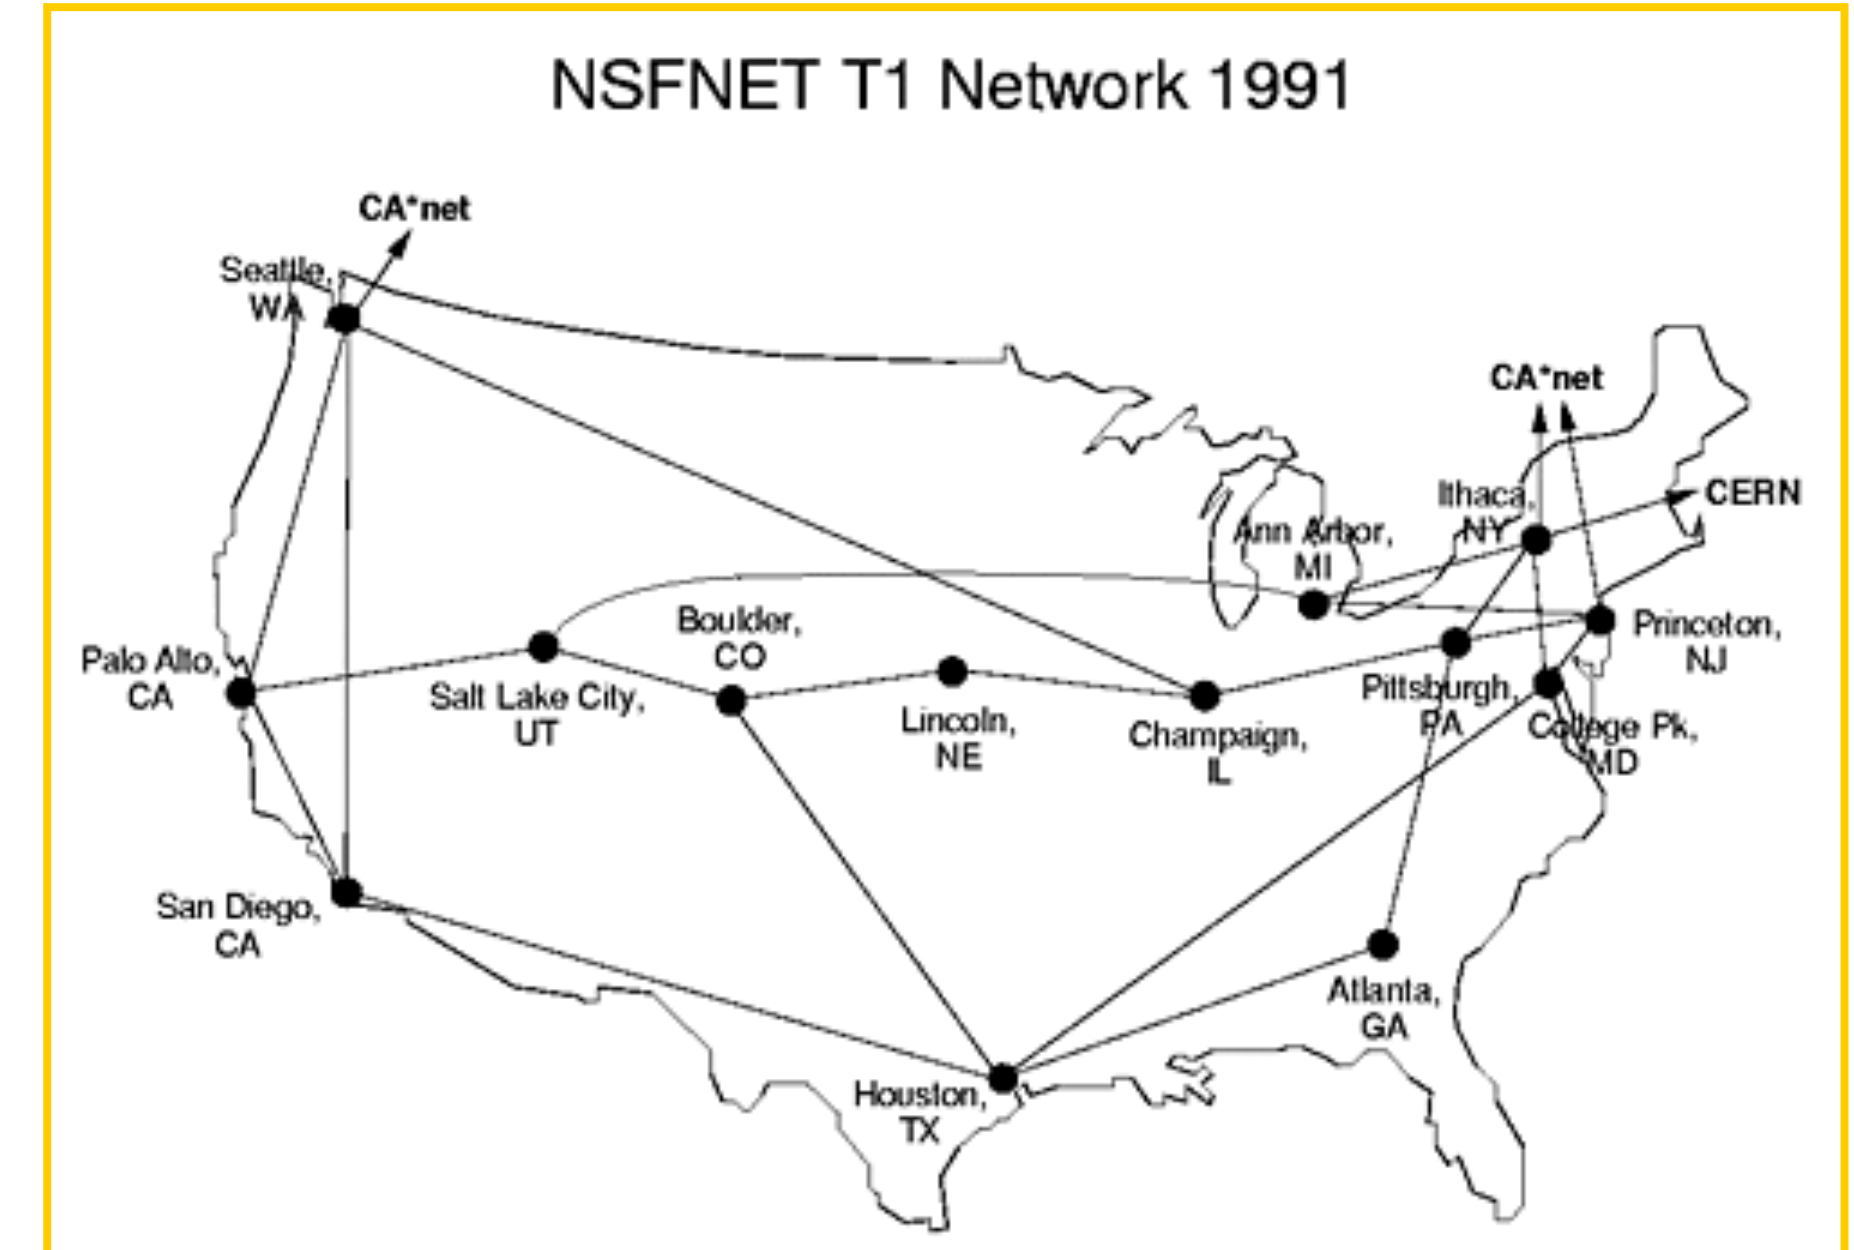 NSFNET T1 Network 1991
CA*net
Seattle,
WA
CA*net
Ithaca,
NY
CERN
Ann Arbor,
MI
Boulder,
CO
Princeton,
NJ
Palo Alto,
CA
Salt Lake City,
UT
Pittsburgh,
PA
Lincoln,
NE
Champaign,
IL
College Pk,
MD
San Diego,
CA
Atlanta,
GA
Houston,
TX